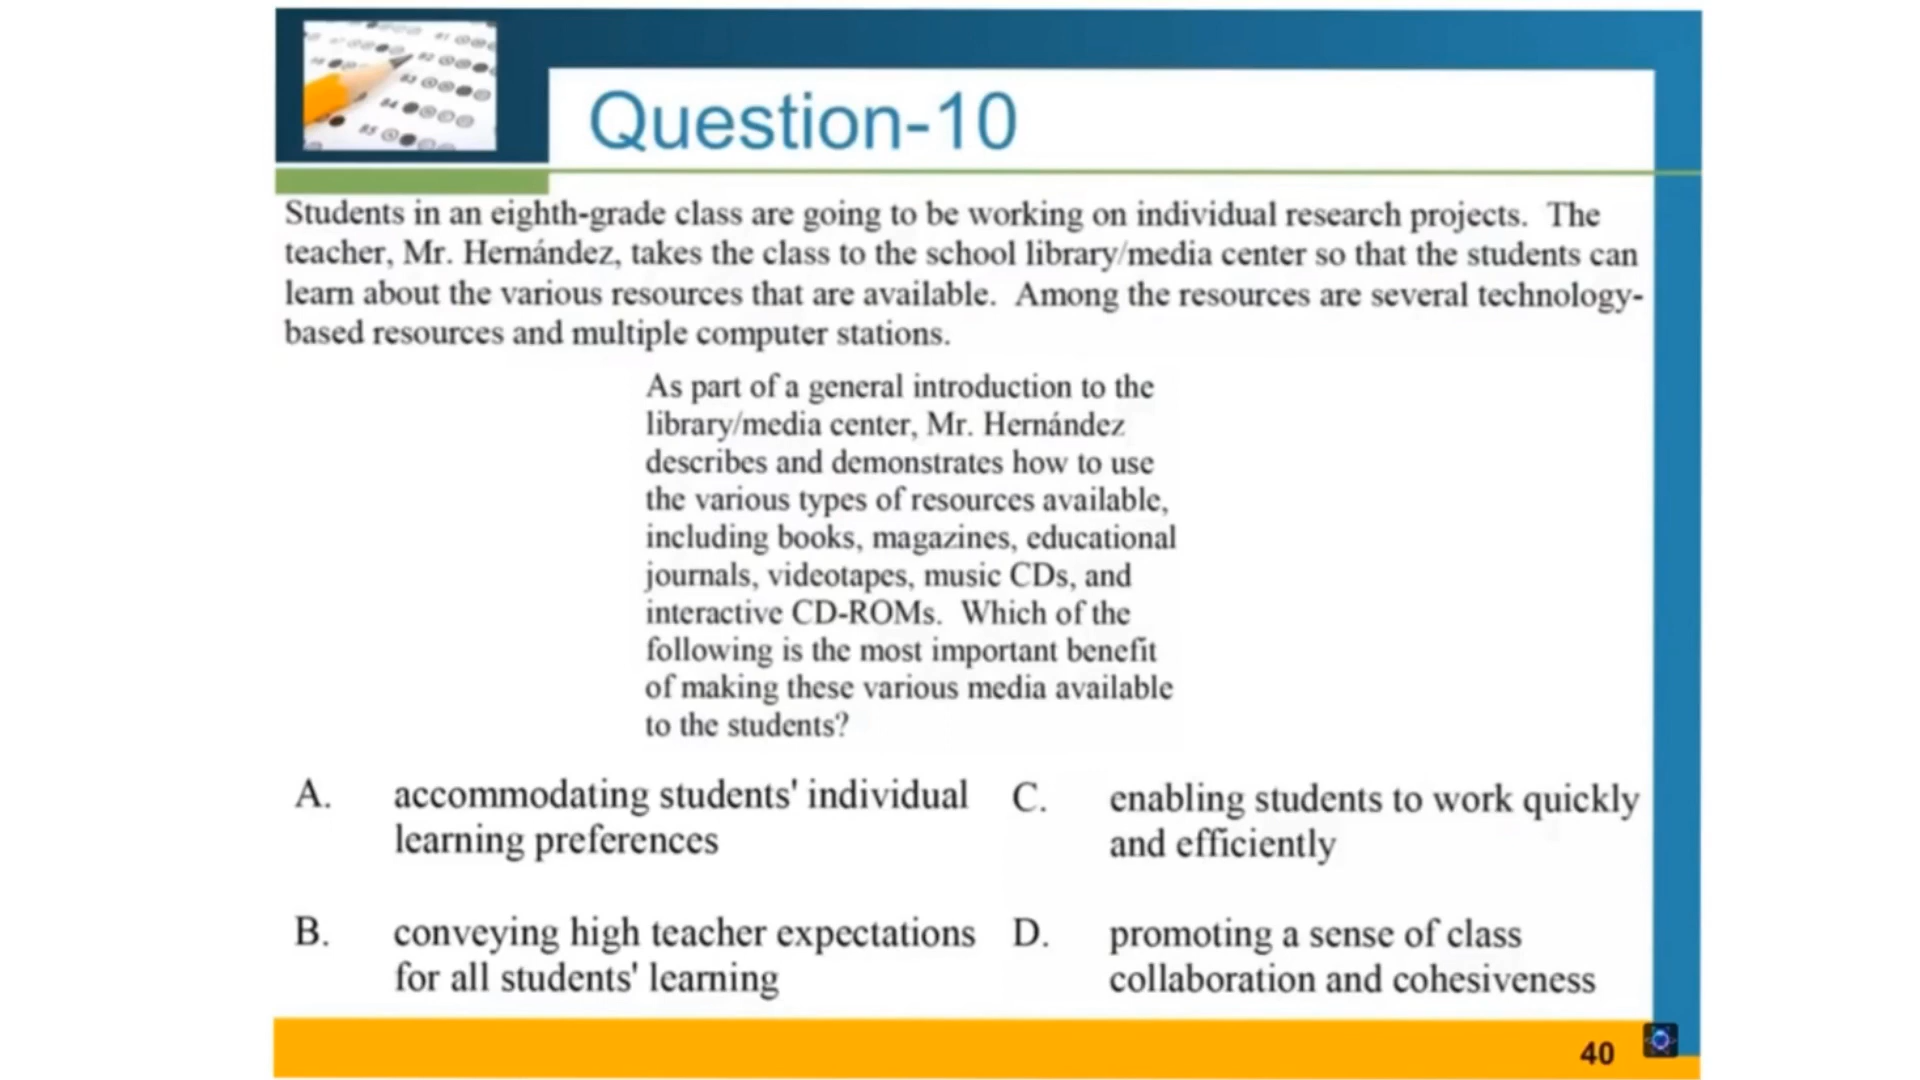 Question-10
Students in an eighth-grade class are going to be working on individual research projects. The
teacher, Mr. Hernández, takes the class to the school library/media center so that the students can
learn about the various resources that are available. Among the resources are several technology-
based resources and multiple computer stations.
As part of a general introduction to the
library/media center, Mr. Hernández
describes and demonstrates how to use
the various types of resources available,
including books, magazines, educational
journals, videotapes, music CDs, and
interactive CD-ROMs. Which of the
following is the most important benefit
of making these various media available
to the students?
A. accommodating students' individual
learning preferences
B. conveying high teacher expectations
for all students' learning
C. enabling students to work quickly
and efficiently
D. promoting a sense of class
collaboration and cohesiveness
40